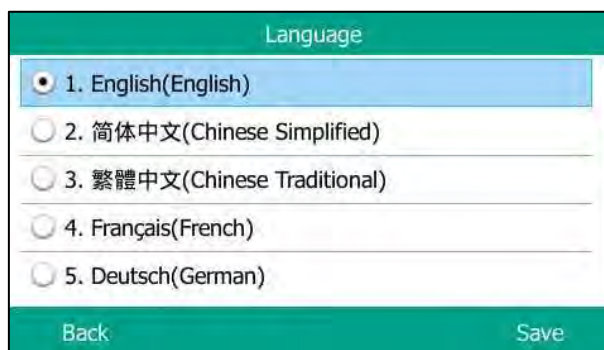 Language
1. English(English)
2. 简体中文(Chinese Simplified)
3. 繁體中文(Chinese Traditional)
4. Français(French)
5. Deutsch(German)
Back Save